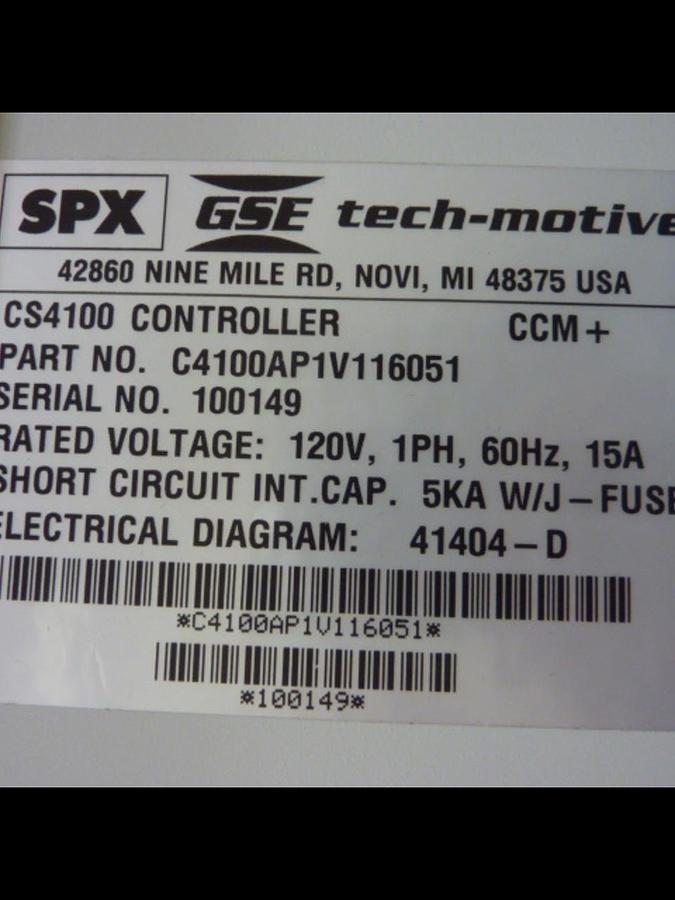 SPX GSE tech-motive
42860 NINE MILE RD, NOVI, MI 48375 USA
CS4100 CONTROLLER CCM+
PART NO. C4100AP1V116051
SERIAL NO. 100149
RATED VOLTAGE: 120V, 1PH, 60Hz, 15A
SHORT CIRCUIT INT.CAP. 5KA W/J-FUSE
ELECTRICAL DIAGRAM: 41404-D
*C4100AP1V116051*
*100149*